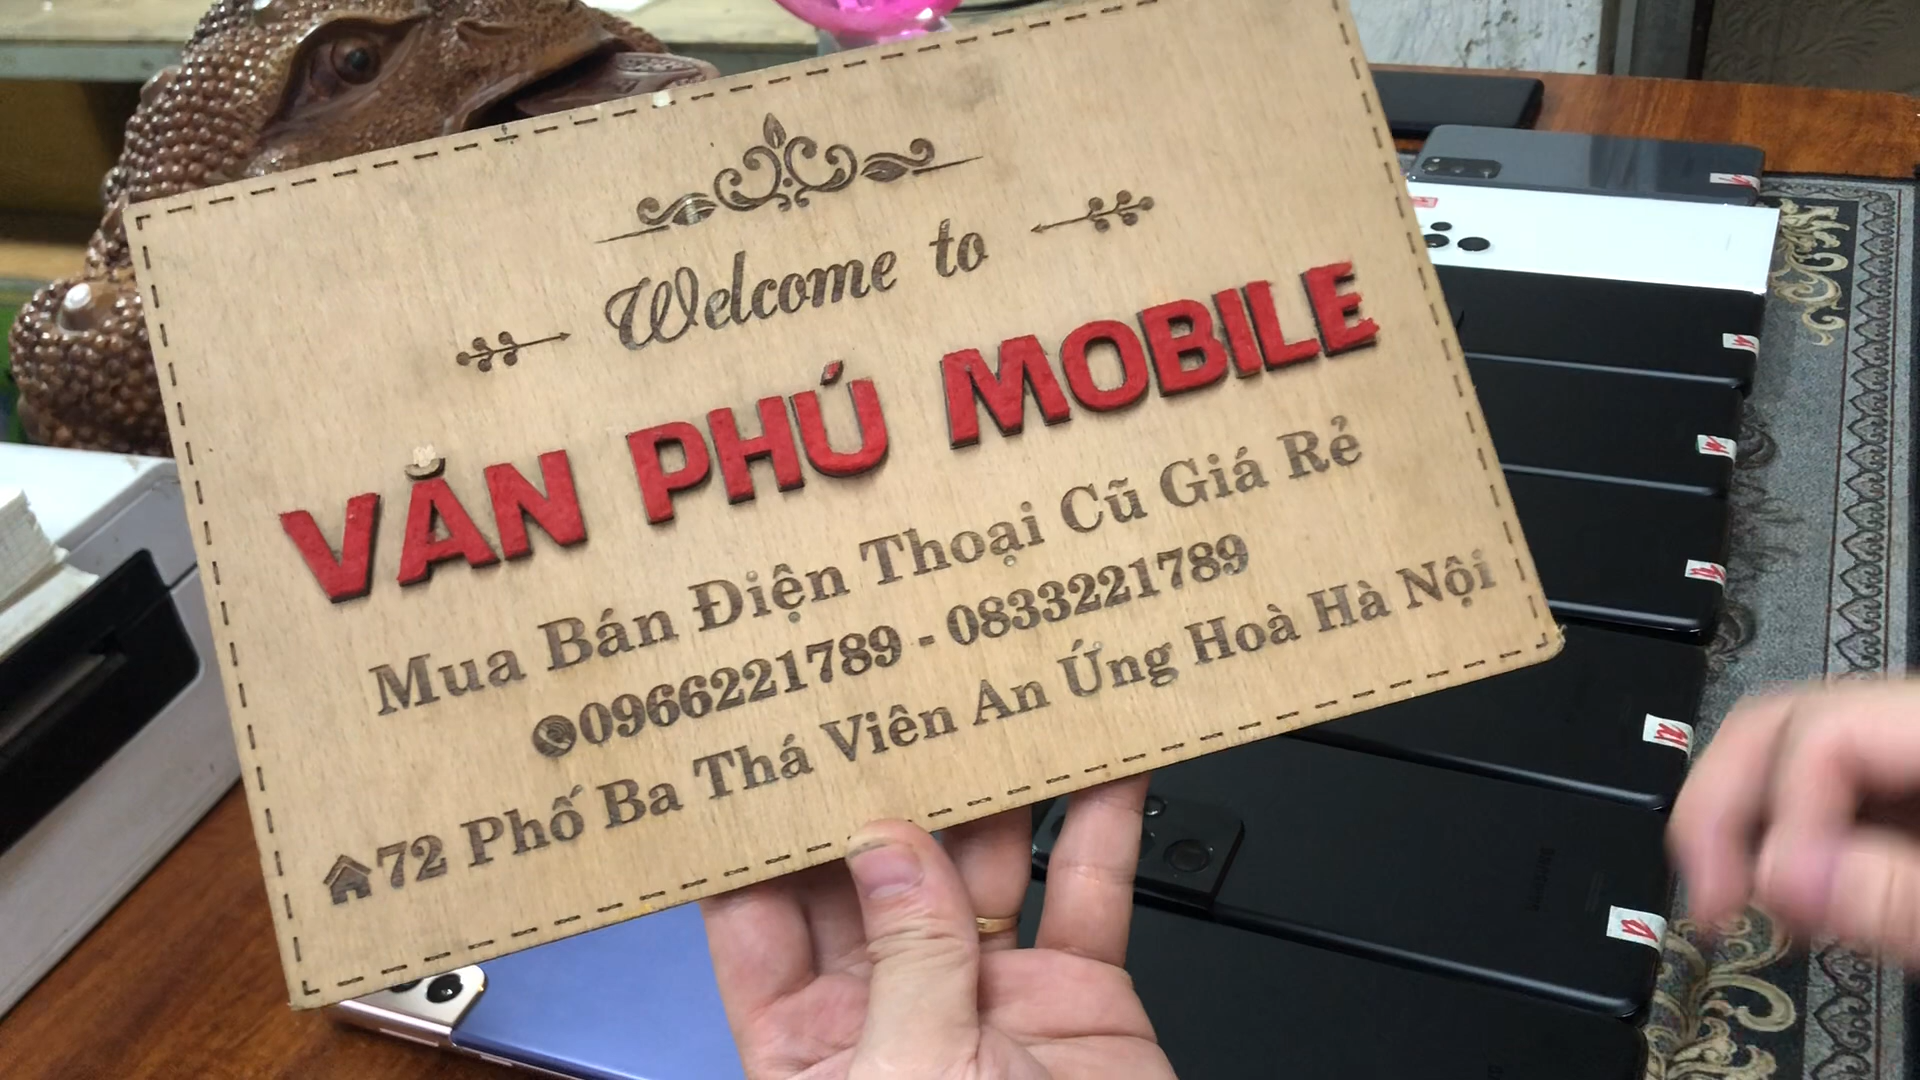 Welcome to
VĂN PHÚ MOBILE
Mua Bán Điện Thoại Cũ Giá Rẻ
0966221789 - 0833221789
72 Phố Ba Thá Viên An Ứng Hoà Hà Nội